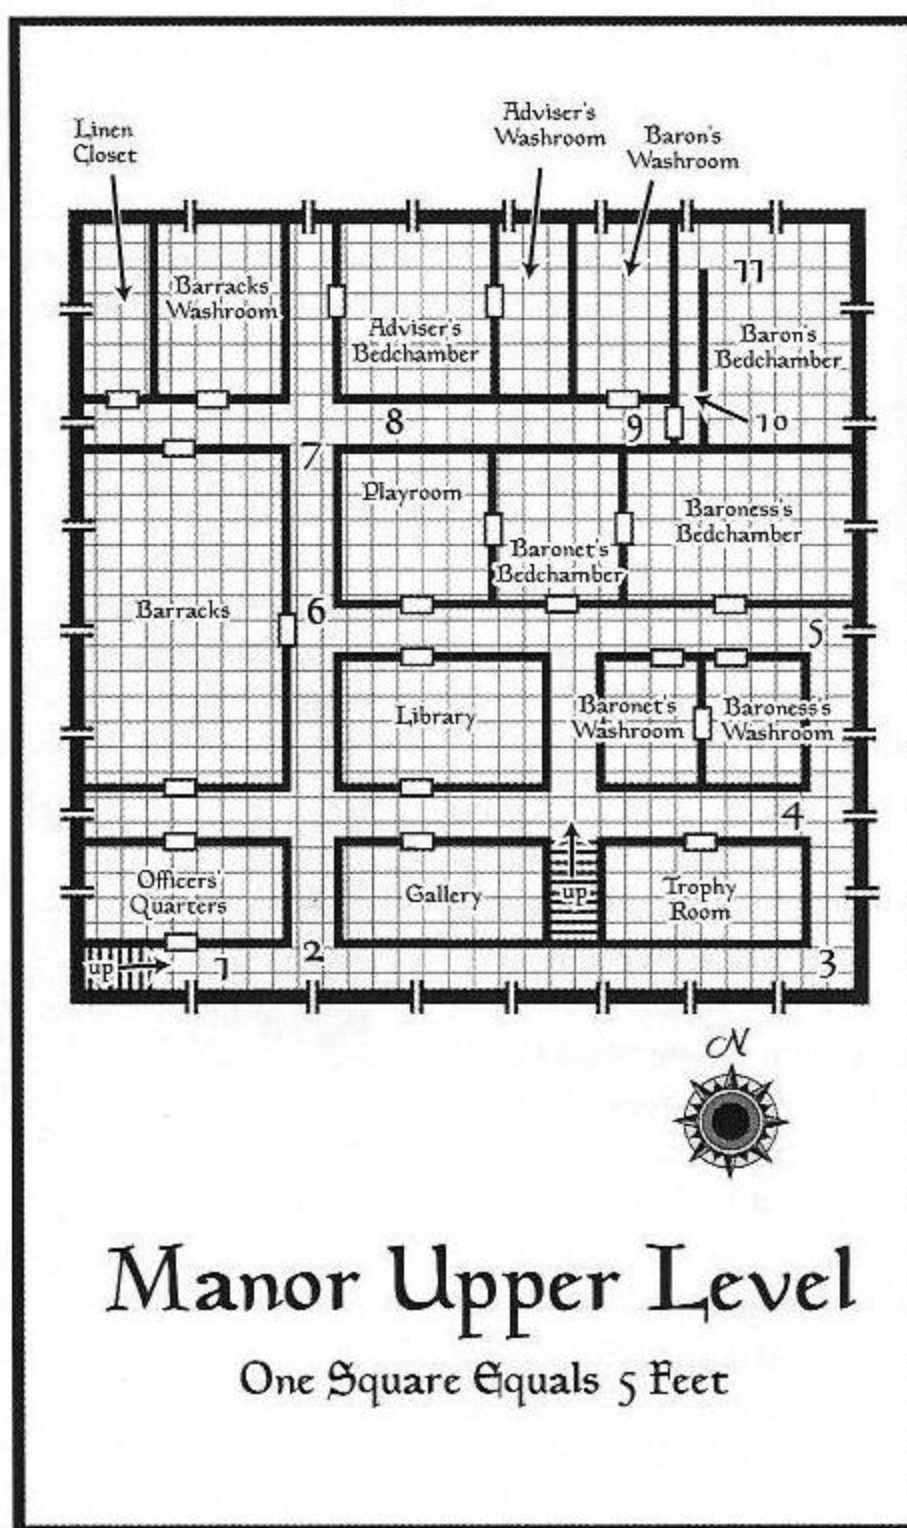 Linen
Closet
Adviser's
Washroom
Baron's
Washroom
Barracks'
Washroom
Adviser's
Bedchamber
11
Baron's
Bedchamber
8
9
10
7
Playroom
Baronet's
Bedchamber
Baroness's
Bedchamber
Barracks
6
5
Library
Baronet's
Washroom
Baroness's
Washroom
4
Officers'
Quarters
Gallery
up
Trophy
Room
up
1
2
3
N
Manor Upper Level
One Square Equals 5 Feet